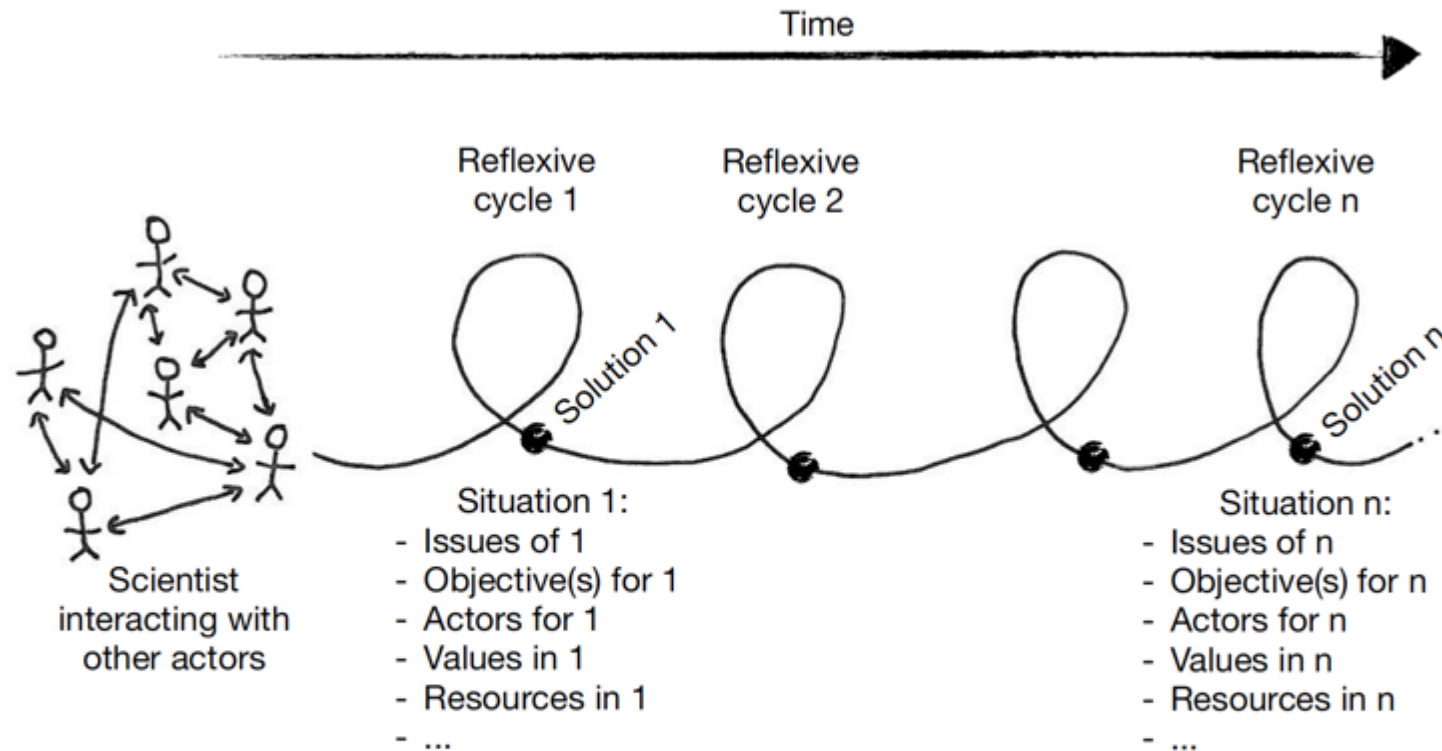 Time
Reflexive
cycle 1
Reflexive
cycle 2
Reflexive
cycle n
Solution 1
Solution n
...
Scientist
interacting with
other actors
Situation 1:
- Issues of 1
- Objective(s) for 1
- Actors for 1
- Values in 1
- Resources in 1
- ...
Situation n:
- Issues of n
- Objective(s) for n
- Actors for n
- Values in n
- Resources in n
- ...